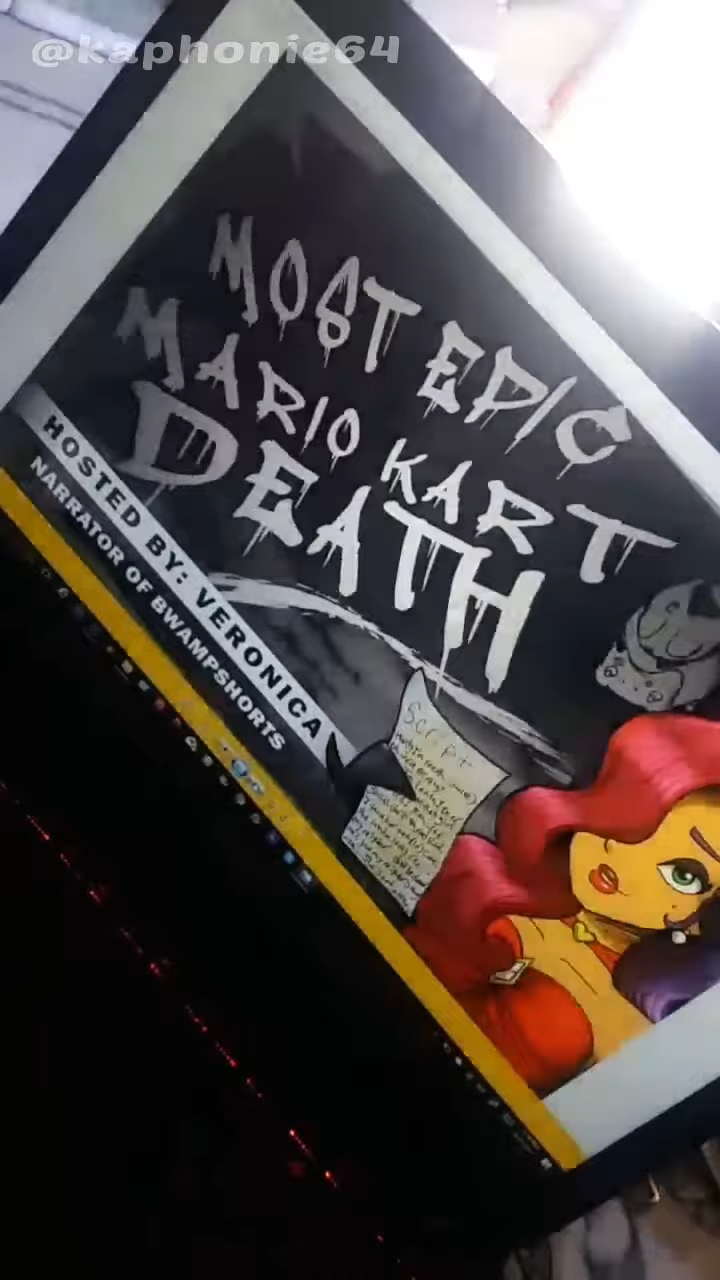 @kaphonie64
MOST EPIC
MARIO KART
DEATH
HOSTED BY: VERONICA
NARRATOR OF BWAMPSHORTS
Script